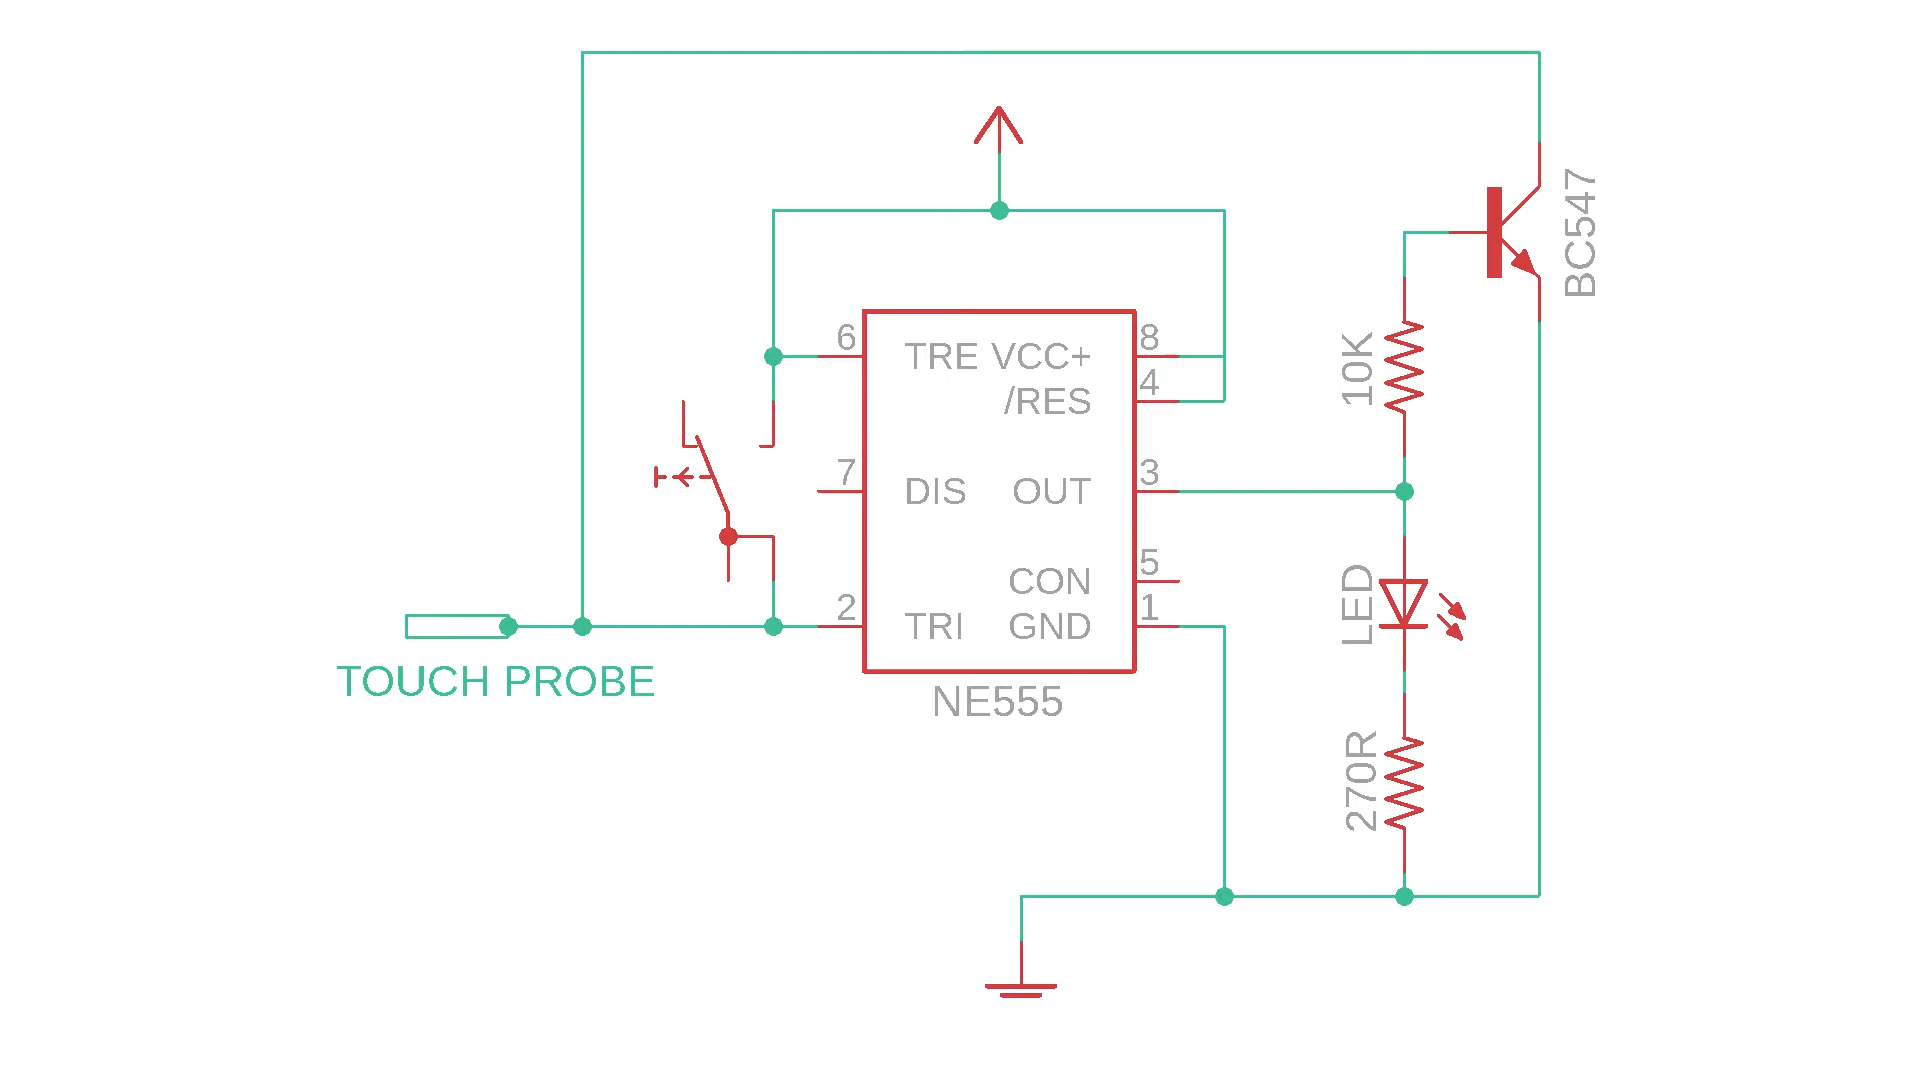 BC547
6
TRE VCC+
8
/RES
4
10K
7
DIS
OUT
3
CON
5
2
TRI
GND
1
LED
TOUCH PROBE
NE555
270R